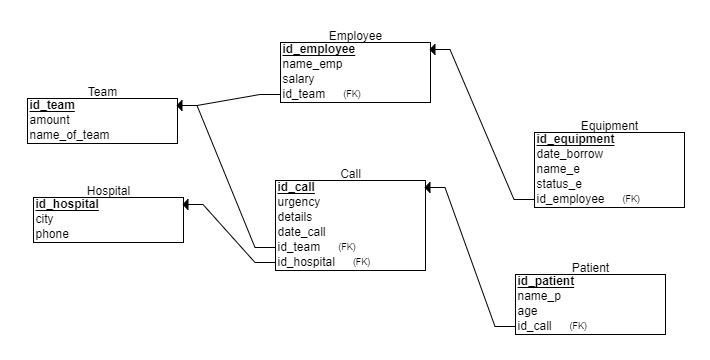 Employee
id_employee
name_emp
salary
id_team (FK)
Team
id_team
amount
name_of_team
Equipment
id_equipment
date_borrow
name_e
status_e
id_employee (FK)
Call
id_call
urgency
details
date_call
id_team (FK)
id_hospital (FK)
Hospital
id_hospital
city
phone
Patient
id_patient
name_p
age
id_call (FK)